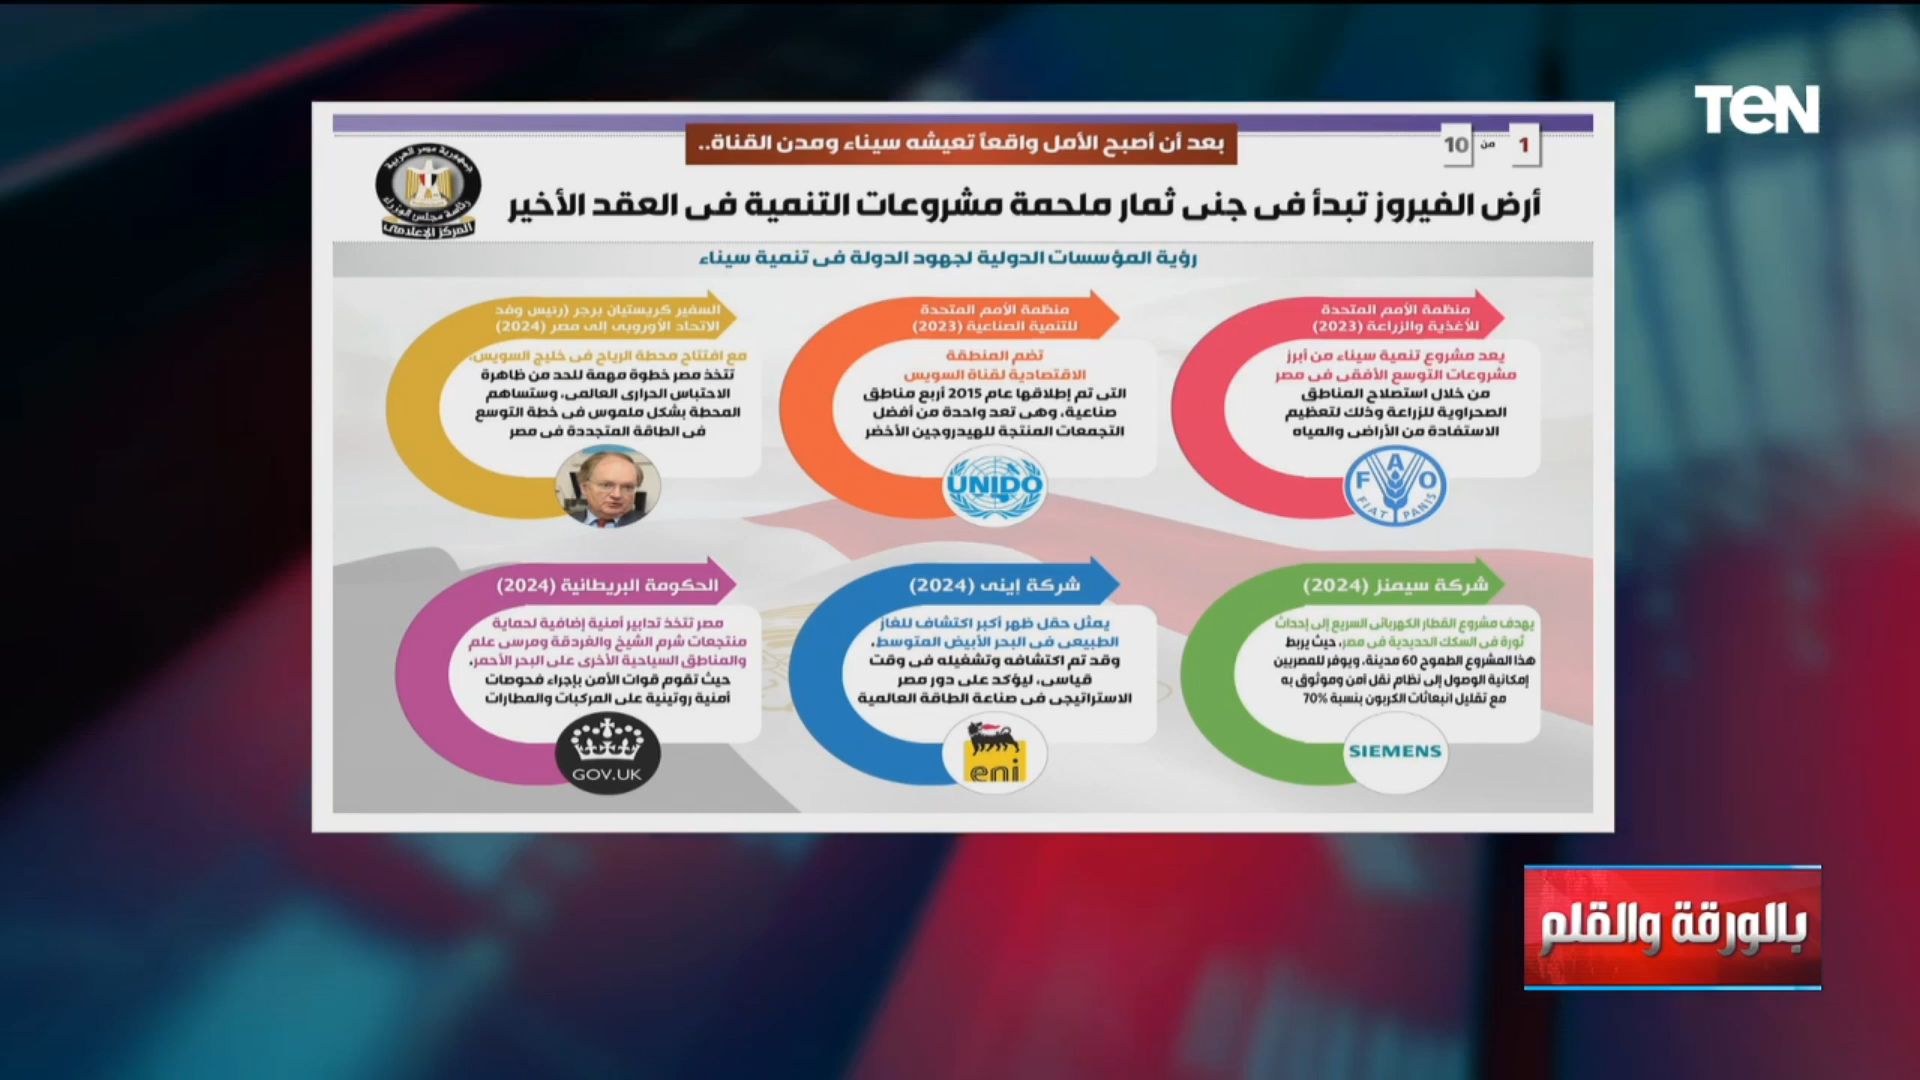 TeN
1 من 10
بعد أن أصبح الأمل واقعاً تعيشه سيناء ومدن القناة..
أرض الفيروز تبدأ فى جنى ثمار ملحمة مشروعات التنمية فى العقد الأخير
جمهورية مصر العربية
رئاسة مجلس الوزراء
المركز الإعلامى
رؤية المؤسسات الدولية لجهود الدولة فى تنمية سيناء
منظمة الأمم المتحدة
للأغذية والزراعة (2023)
يعد مشروع تنمية سيناء من أبرز
مشروعات التوسع الأفقى فى مصر
من خلال استصلاح المناطق
الصحراوية للزراعة وذلك لتعظيم
الاستفادة من الأراضى والمياه
F A O
FIAT PANIS
منظمة الأمم المتحدة
للتنمية الصناعية (2023)
تضم المنطقة
الاقتصادية لقناة السويس
التى تم إطلاقها عام 2015 أربع مناطق
صناعية، وهى تعد واحدة من أفضل
التجمعات المنتجة للهيدروجين الأخضر
UNIDO
السفير كريستيان برجر (رئيس وفد
الاتحاد الأوروبى إلى مصر (2024)
مع افتتاح محطة الرياح فى خليج السويس،
تتخذ مصر خطوة مهمة للحد من ظاهرة
الاحتباس الحرارى العالمى، وستساهم
المحطة بشكل ملموس فى خطة التوسع
فى الطاقة المتجددة فى مصر
شركة سيمنز (2024)
يهدف مشروع القطار الكهربائى السريع إلى إحداث
ثورة فى السكك الحديدية فى مصر، حيث يربط
هذا المشروع الطموح 60 مدينة، ويوفر للمصريين
إمكانية الوصول إلى نظام نقل آمن وموثوق به
مع تقليل انبعاثات الكربون بنسبة 70%
SIEMENS
شركة إينى (2024)
يمثل حقل ظهر أكبر اكتشاف للغاز
الطبيعى فى البحر الأبيض المتوسط،
وقد تم اكتشافه وتشغيله فى وقت
قياسى، ليؤكد على دور مصر
الاستراتيجى فى صناعة الطاقة العالمية
eni
الحكومة البريطانية (2024)
مصر تتخذ تدابير أمنية إضافية لحماية
منتجعات شرم الشيخ والغردقة ومرسى علم
والمناطق السياحية الأخرى على البحر الأحمر،
حيث تقوم قوات الأمن بإجراء فحوصات
أمنية روتينية على المركبات والمطارات
GOV.UK
بالورقة والقلم